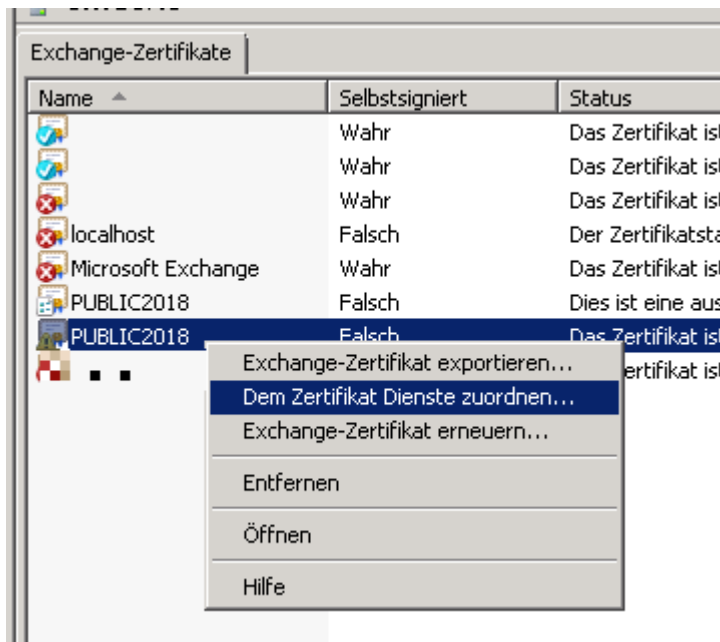 Exchange-Zertifikate
Name Selbstsigniert Status
Wahr Das Zertifikat ist
Wahr Das Zertifikat ist
Wahr Das Zertifikat ist
localhost Falsch Der Zertifikatsta
Microsoft Exchange Wahr Das Zertifikat ist
PUBLIC2018 Falsch Dies ist eine aus
PUBLIC2018 Falsch Das Zertifikat ist
ertifikat ist
Exchange-Zertifikat exportieren...
Dem Zertifikat Dienste zuordnen...
Exchange-Zertifikat erneuern...
Entfernen
Öffnen
Hilfe